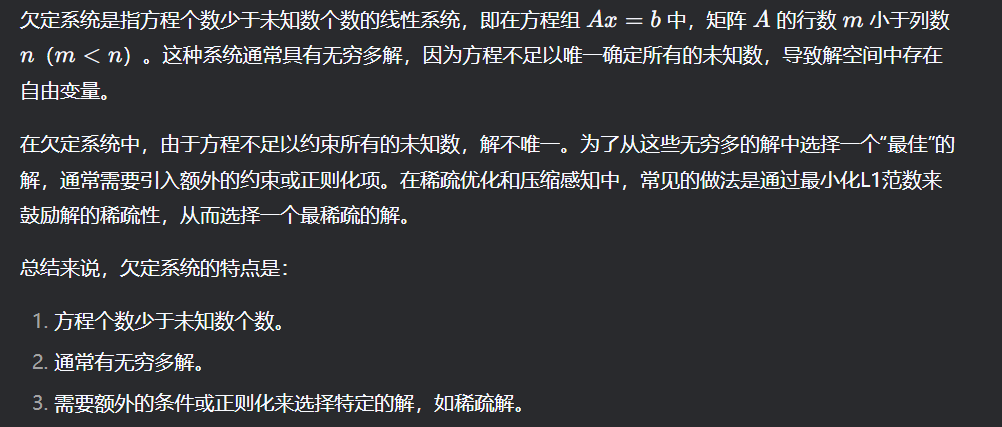 欠定系统是指方程个数少于未知数个数的线性系统，即在方程组 Ax = b 中，矩阵 A 的行数 m 小于列数
n（m < n）。这种系统通常具有无穷多解，因为方程不足以唯一确定所有的未知数，导致解空间中存在
自由变量。
在欠定系统中，由于方程不足以约束所有的未知数，解不唯一。为了从这些无穷多的解中选择一个“最佳”的
解，通常需要引入额外的约束或正则化项。在稀疏优化和压缩感知中，常见的做法是通过最小化L1范数来
鼓励解的稀疏性，从而选择一个最稀疏的解。
总结来说，欠定系统的特点是：
1. 方程个数少于未知数个数。
2. 通常有无穷多解。
3. 需要额外的条件或正则化来选择特定的解，如稀疏解。